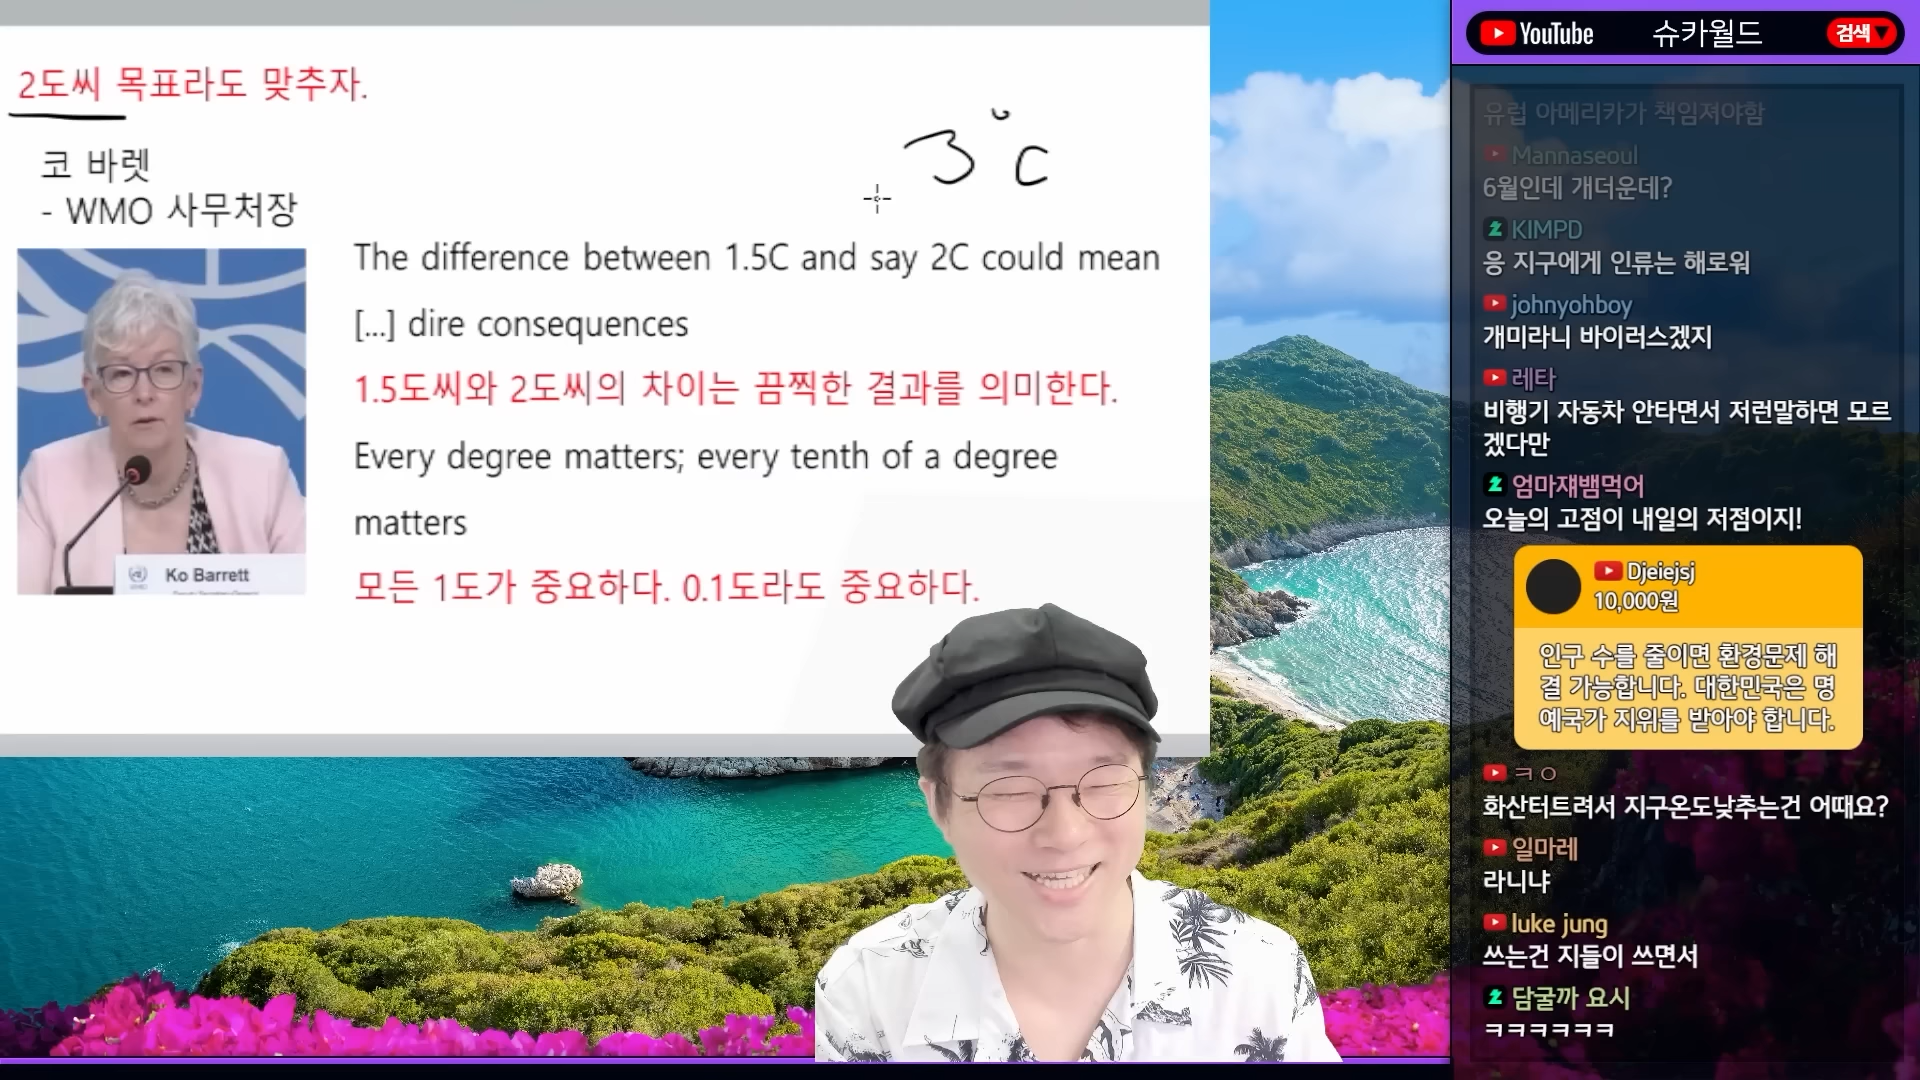 2도씨 목표라도 맞추자.
코 바렛
- WMO 사무처장
3°C
The difference between 1.5C and say 2C could mean
[...] dire consequences
1.5도씨와 2도씨의 차이는 끔찍한 결과를 의미한다.
Every degree matters; every tenth of a degree
matters
모든 1도가 중요하다. 0.1도라도 중요하다.
Ko Barrett
YouTube
슈카월드
검색▼
유럽 아메리카가 책임져야함
Mannaseoul
6월인데 개더운데?
KIMPD
응 지구에게 인류는 해로워
johnyohboy
개미라니 바이러스겠지
레타
비행기 자동차 안타면서 저런말하면 모르
겠다만
엄마쟤뱀먹어
오늘의 고점이 내일의 저점이지!
Djeiejsj
10,000원
인구 수를 줄이면 환경문제 해
결 가능합니다. 대한민국은 명
예국가 지위를 받아야 합니다.
ㅋㅇ
화산터트려서 지구온도낮추는건 어때요?
일마레
라니냐
luke jung
쓰는건 지들이 쓰면서
담굴까 요시
ㅋㅋㅋㅋㅋㅋ